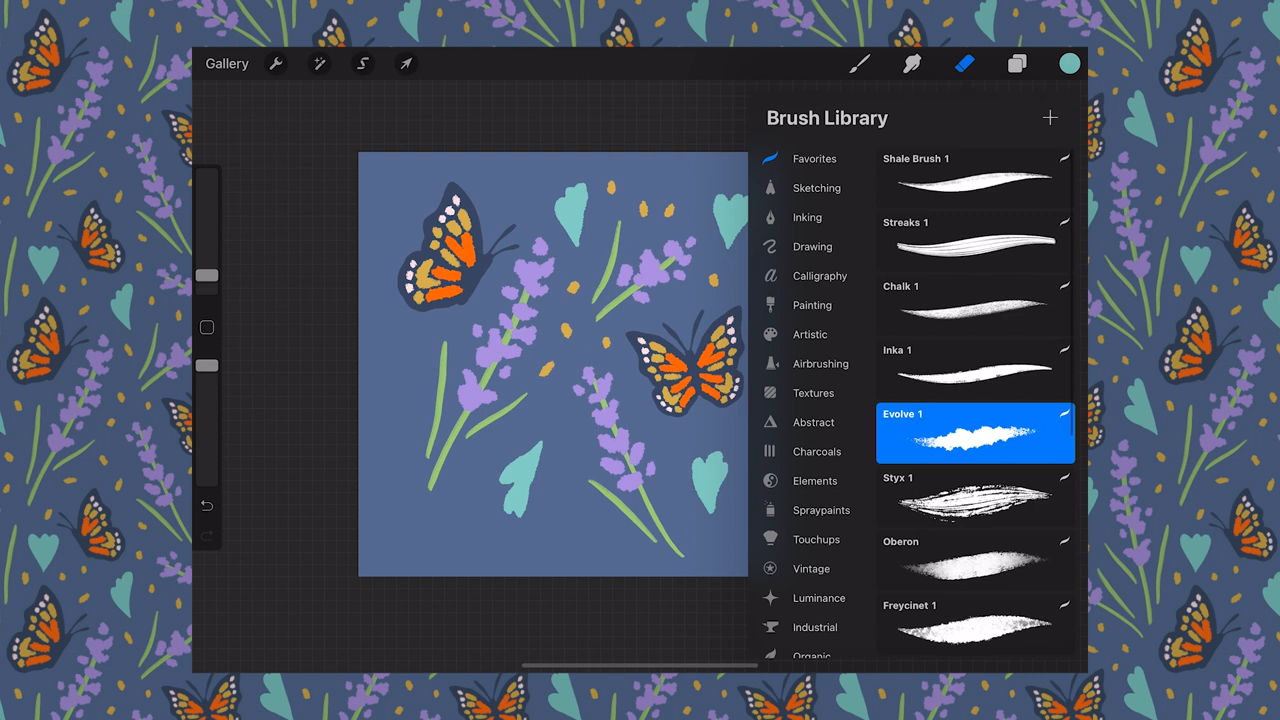 Gallery
Brush Library
Favorites
Sketching
Inking
Drawing
Calligraphy
Painting
Artistic
Airbrushing
Textures
Abstract
Charcoals
Elements
Spraypaints
Touchups
Vintage
Luminance
Industrial
Organic
Shale Brush 1
Streaks 1
Chalk 1
Inka 1
Evolve 1
Styx 1
Oberon
Freycinet 1